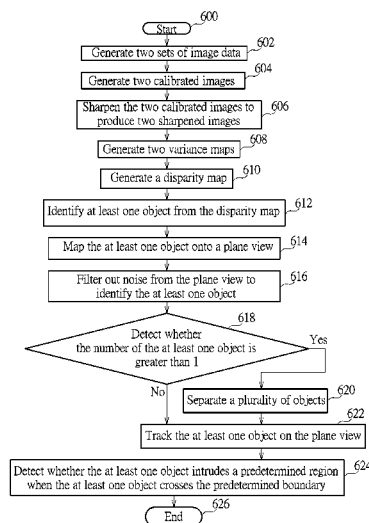 Start
600
Generate two sets of image data
602
Generate two calibrated images
604
Sharpen the two calibrated images to
produce two sharpened images
606
Generate two variance maps
608
Generate a disparity map
610
Identify at least one object from the disparity map
612
Map the at least one object onto a plane view
614
Filter out noise from the plane view to
identify the at least one object
616
618
Detect whether
the number of the at least one object is
greater than 1
Yes
No
Separate a plurality of objects
620
Track the at least one object on the plane view
622
Detect whether the at least one object intrudes a predetermined region
when the at least one object crosses the predetermined boundary
624
End
626